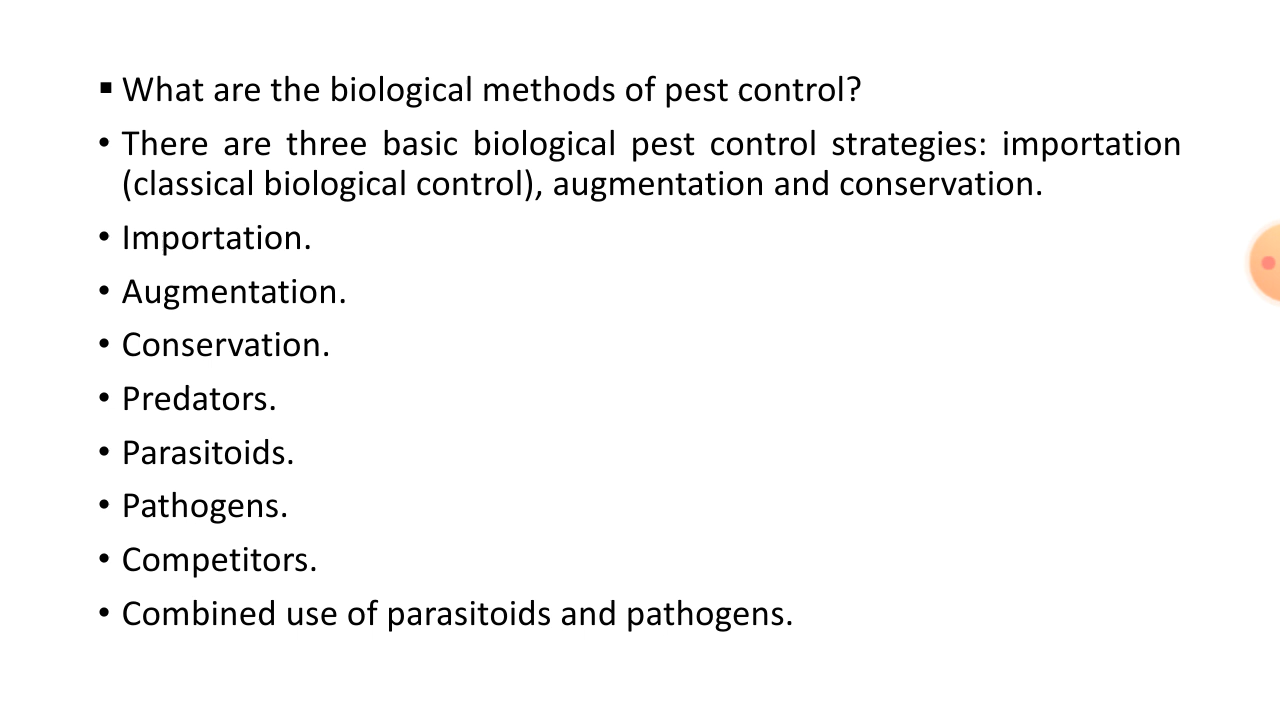 ▪ What are the biological methods of pest control?
• There are three basic biological pest control strategies: importation
(classical biological control), augmentation and conservation.
• Importation.
• Augmentation.
• Conservation.
• Predators.
• Parasitoids.
• Pathogens.
• Competitors.
• Combined use of parasitoids and pathogens.